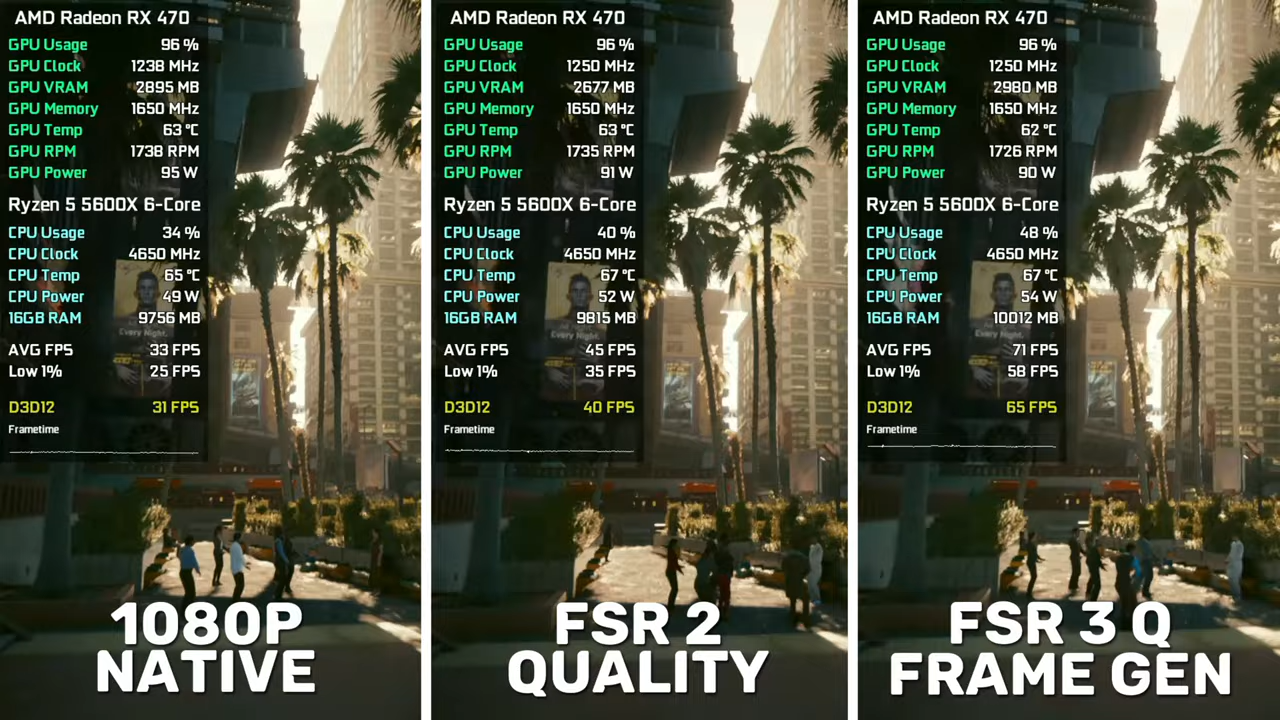 AMD Radeon RX 470
GPU Usage 96 %
GPU Clock 1238 MHz
GPU VRAM 2895 MB
GPU Memory 1650 MHz
GPU Temp 63 °C
GPU RPM 1738 RPM
GPU Power 95 W
Ryzen 5 5600X 6-Core
CPU Usage 34 %
CPU Clock 4650 MHz
CPU Temp 65 °C
CPU Power 49 W
16GB RAM 9756 MB
AVG FPS 33 FPS
Low 1% 25 FPS
D3D12 31 FPS
Frametime
Every Night.
1080P
NATIVE
AMD Radeon RX 470
GPU Usage 96 %
GPU Clock 1250 MHz
GPU VRAM 2677 MB
GPU Memory 1650 MHz
GPU Temp 63 °C
GPU RPM 1735 RPM
GPU Power 91 W
Ryzen 5 5600X 6-Core
CPU Usage 40 %
CPU Clock 4650 MHz
CPU Temp 67 °C
CPU Power 52 W
16GB RAM 9815 MB
AVG FPS 45 FPS
Low 1% 35 FPS
D3D12 40 FPS
Frametime
Every Night.
FSR 2
QUALITY
AMD Radeon RX 470
GPU Usage 96 %
GPU Clock 1250 MHz
GPU VRAM 2980 MB
GPU Memory 1650 MHz
GPU Temp 62 °C
GPU RPM 1726 RPM
GPU Power 90 W
Ryzen 5 5600X 6-Core
CPU Usage 48 %
CPU Clock 4650 MHz
CPU Temp 67 °C
CPU Power 54 W
16GB RAM 10012 MB
AVG FPS 71 FPS
Low 1% 58 FPS
D3D12 65 FPS
Frametime
Every Night.
FSR 3 Q
FRAME GEN